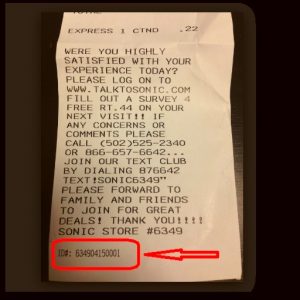 TOTAL
EXPRESS 1 CTND .22
WERE YOU HIGHLY
SATISFIED WITH YOUR
EXPERIENCE TODAY?
PLEASE LOG ON TO
WWW.TALKTOSONIC.COM
FILL OUT A SURVEY 4
FREE RT.44 ON YOUR
NEXT VISIT!! IF
ANY CONCERNS OR
COMMENTS PLEASE
CALL (502)525-2340
OR 866-657-6642...
JOIN OUR TEXT CLUB
BY DIALING 876642
TEXT!SONIC6349"
PLEASE FORWARD TO
FAMILY AND FRIENDS
TO JOIN FOR GREAT
DEALS! THANK YOU!!!!
SONIC STORE #6349
ID#: 634904150001